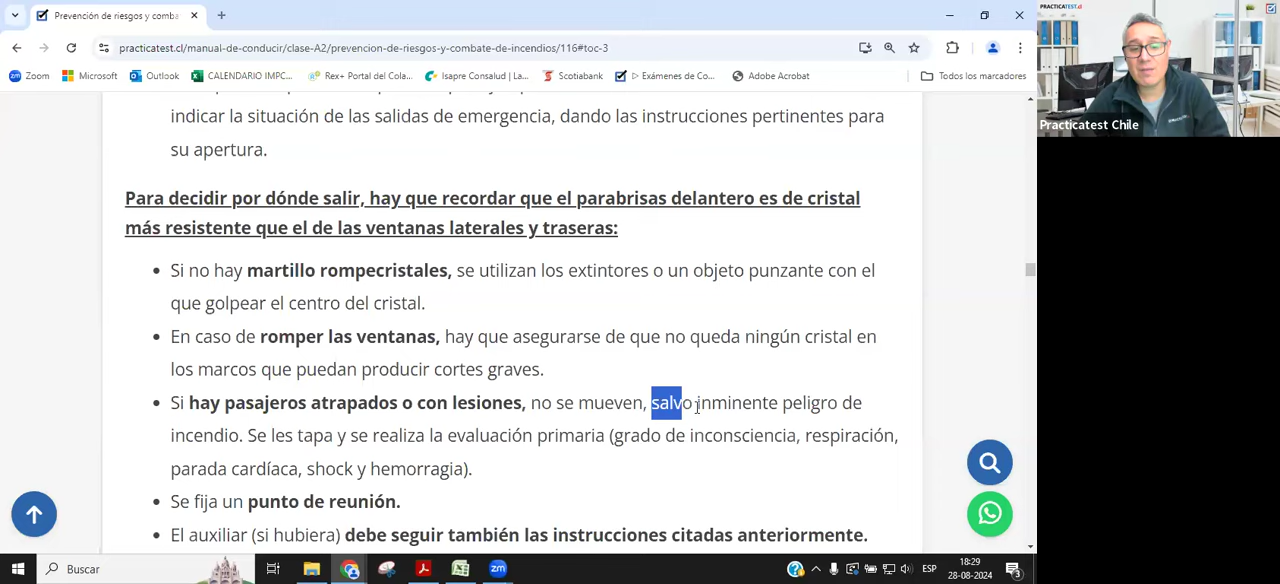 Prevención de riesgos y comba
practicatest.cl/manual-de-conducir/clase-A2/prevencion-de-riesgos-y-combate-de-incendios/116#toc-3
Zoom
Microsoft
Outlook
CALENDARIO IMPC...
Rex+ Portal del Cola...
Isapre Consalud | La...
Scotiabank
▷ Exámenes de Co...
Adobe Acrobat
Todos los marcadores
PRACTICATEST.cl
Practicatest Chile
indicar la situación de las salidas de emergencia, dando las instrucciones pertinentes para
su apertura.
Para decidir por dónde salir, hay que recordar que el parabrisas delantero es de cristal
más resistente que el de las ventanas laterales y traseras:
• Si no hay martillo rompecristales, se utilizan los extintores o un objeto punzante con el
que golpear el centro del cristal.
• En caso de romper las ventanas, hay que asegurarse de que no queda ningún cristal en
los marcos que puedan producir cortes graves.
• Si hay pasajeros atrapados o con lesiones, no se mueven, salvo inminente peligro de
incendio. Se les tapa y se realiza la evaluación primaria (grado de inconsciencia, respiración,
parada cardíaca, shock y hemorragia).
• Se fija un punto de reunión.
• El auxiliar (si hubiera) debe seguir también las instrucciones citadas anteriormente.
Buscar
ESP
18:29
28-08-2024
3